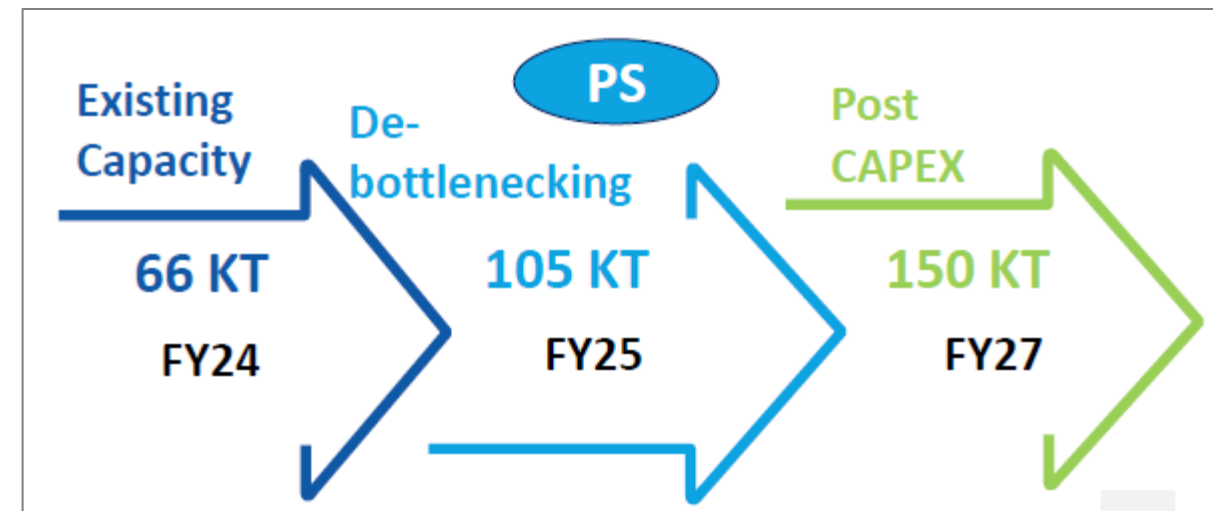 PS
Existing
Capacity
66 KT
FY24
De-
bottlenecking
105 KT
FY25
Post
CAPEX
150 KT
FY27